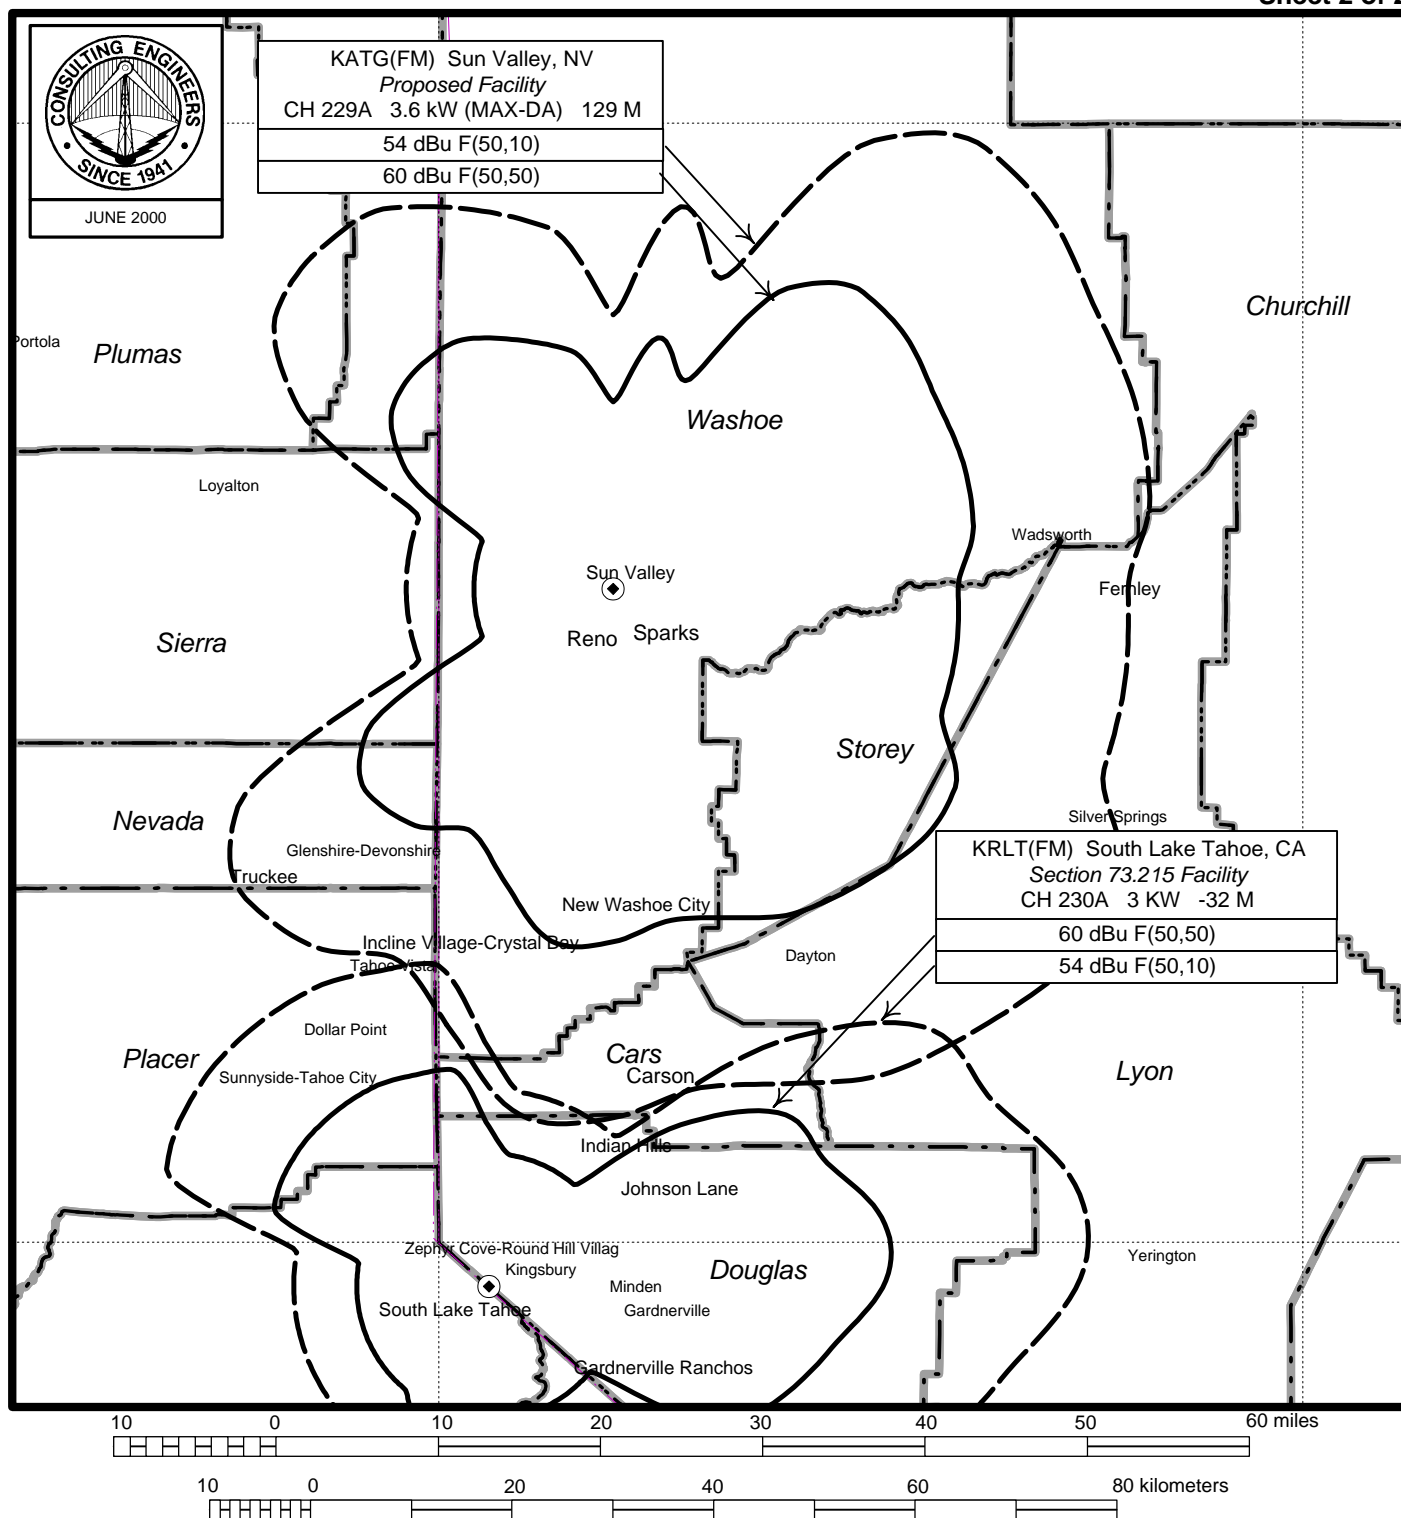 CONSULTING ENGINEERS
SINCE 1941
JUNE 2000
KATG(FM) Sun Valley, NV
Proposed Facility
CH 229A 3.6 kW (MAX-DA) 129 M
54 dBu F(50,10)
60 dBu F(50,50)
Churchill
Portola
Plumas
Washoe
Loyalton
Wadsworth
Sun Valley
Fernley
Reno
Sparks
Sierra
Storey
Nevada
Silver Springs
Glenshire-Devonshire
Truckee
KRLT(FM) South Lake Tahoe, CA
Section 73.215 Facility
CH 230A 3 KW -32 M
60 dBu F(50,50)
54 dBu F(50,10)
New Washoe City
Incline Village-Crystal Bay
Tahoe Vista
Dayton
Dollar Point
Placer
Cars
Carson
Lyon
Sunnyside-Tahoe City
Indian Hills
Johnson Lane
Zephyr Cove-Round Hill Villag
Kingsbury
Douglas
Yerington
Minden
South Lake Tahoe
Gardnerville
Gardnerville Ranchos
10 0 10 20 30 40 50 60 miles
10 0 20 40 60 80 kilometers